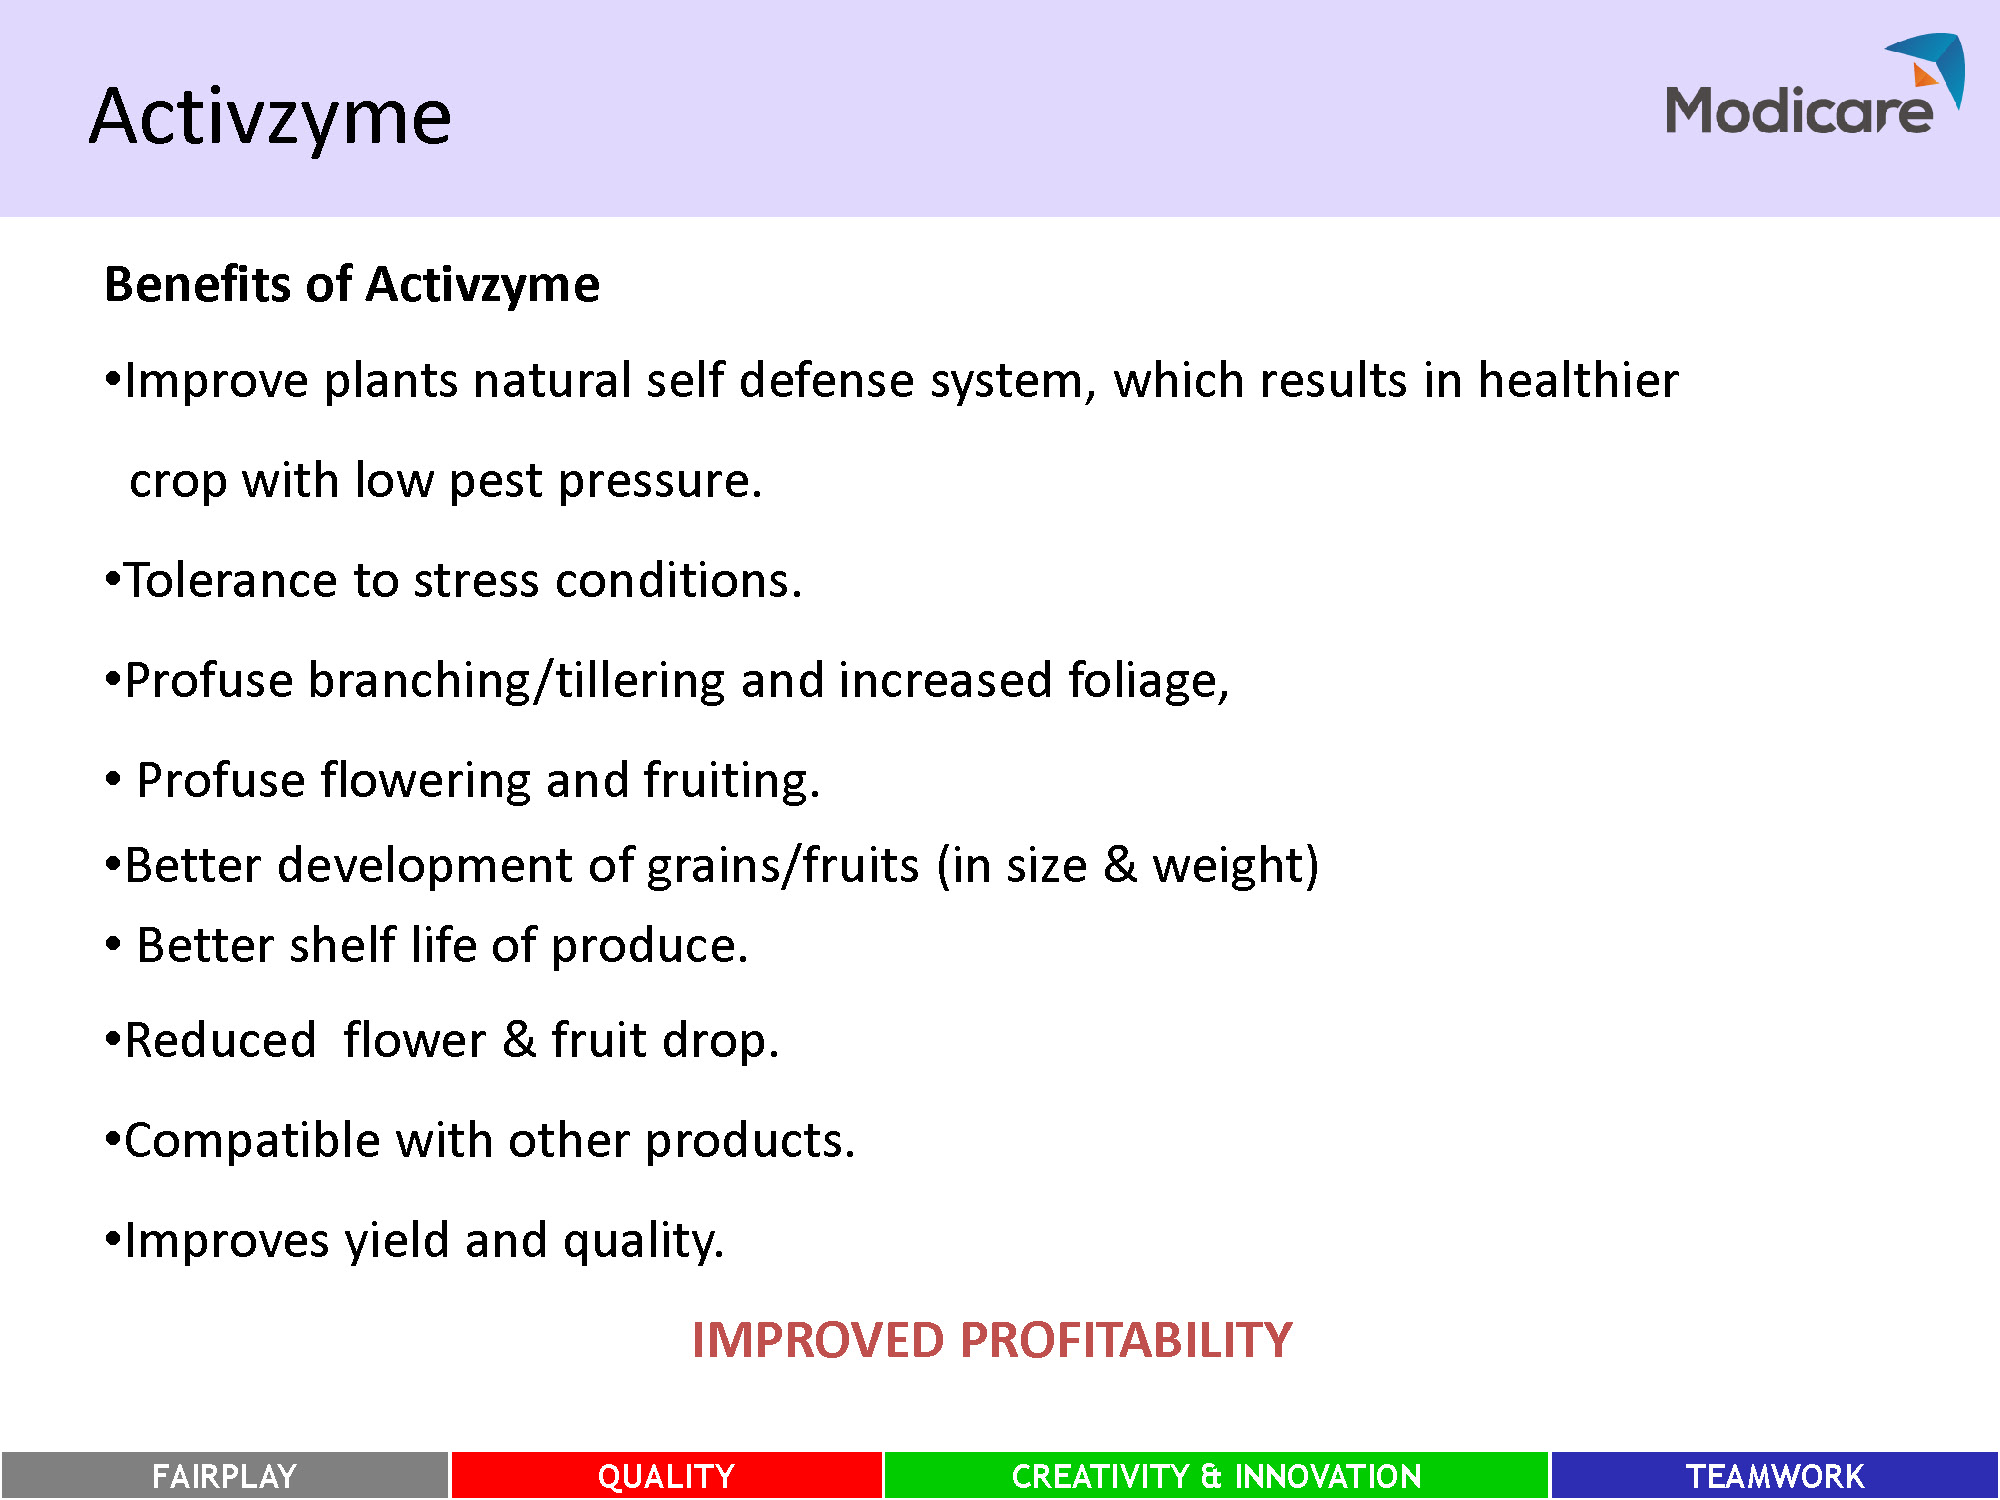 Activzyme
Modicare
Benefits of Activzyme
•Improve plants natural self defense system, which results in healthier
crop with low pest pressure.
•Tolerance to stress conditions.
•Profuse branching/tillering and increased foliage,
• Profuse flowering and fruiting.
•Better development of grains/fruits (in size & weight)
• Better shelf life of produce.
•Reduced flower & fruit drop.
•Compatible with other products.
•Improves yield and quality.
IMPROVED PROFITABILITY
FAIRPLAY
QUALITY
CREATIVITY & INNOVATION
TEAMWORK